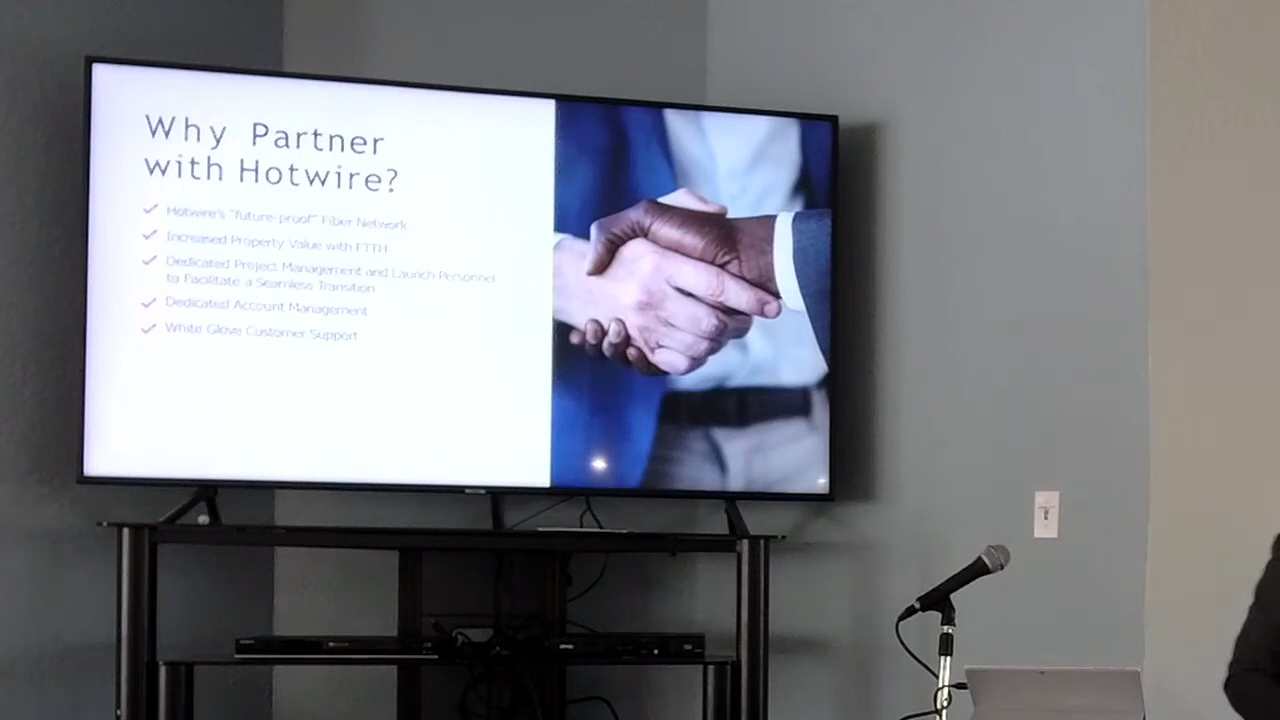 Why Partner
with Hotwire?
Hotwire's "future-proof" Fiber Network
Increased Property Value with FTTH
Dedicated Project Management and Launch Personnel
to Facilitate a Seamless Transition
Dedicated Account Management
White Glove Customer Support